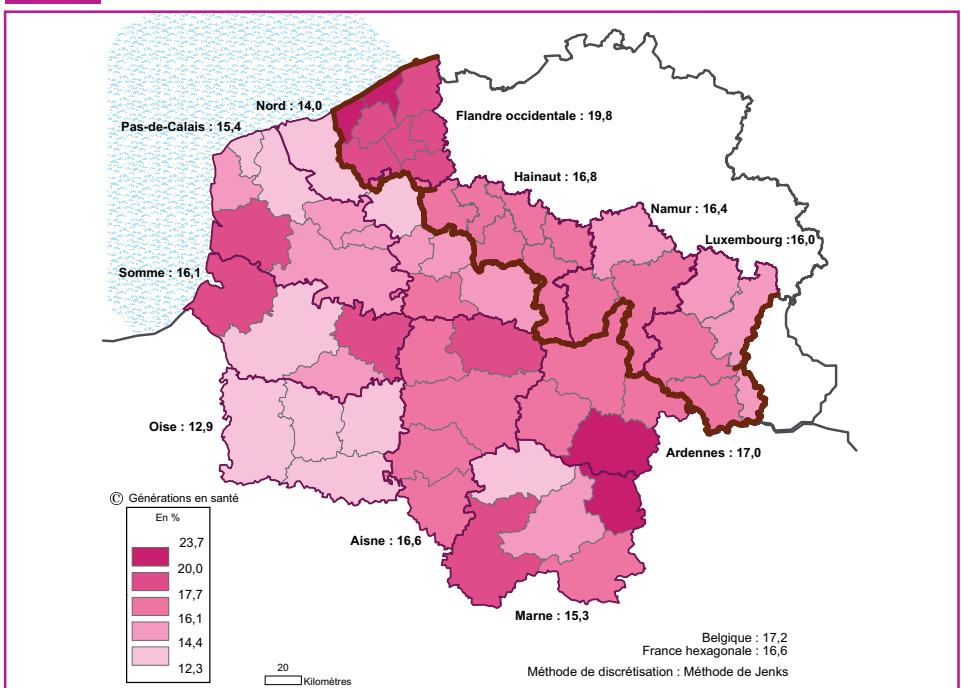 Nord : 14,0
Pas-de-Calais : 15,4
Flandre occidentale : 19,8
Hainaut : 16,8
Namur : 16,4
Luxembourg :16,0
Somme : 16,1
Oise : 12,9
Ardennes : 17,0
Aisne : 16,6
Marne : 15,3
© Générations en santé
En %
23,7
20,0
17,7
16,1
14,4
12,3
20
Kilomètres
Belgique : 17,2
France hexagonale : 16,6
Méthode de discrétisation : Méthode de Jenks